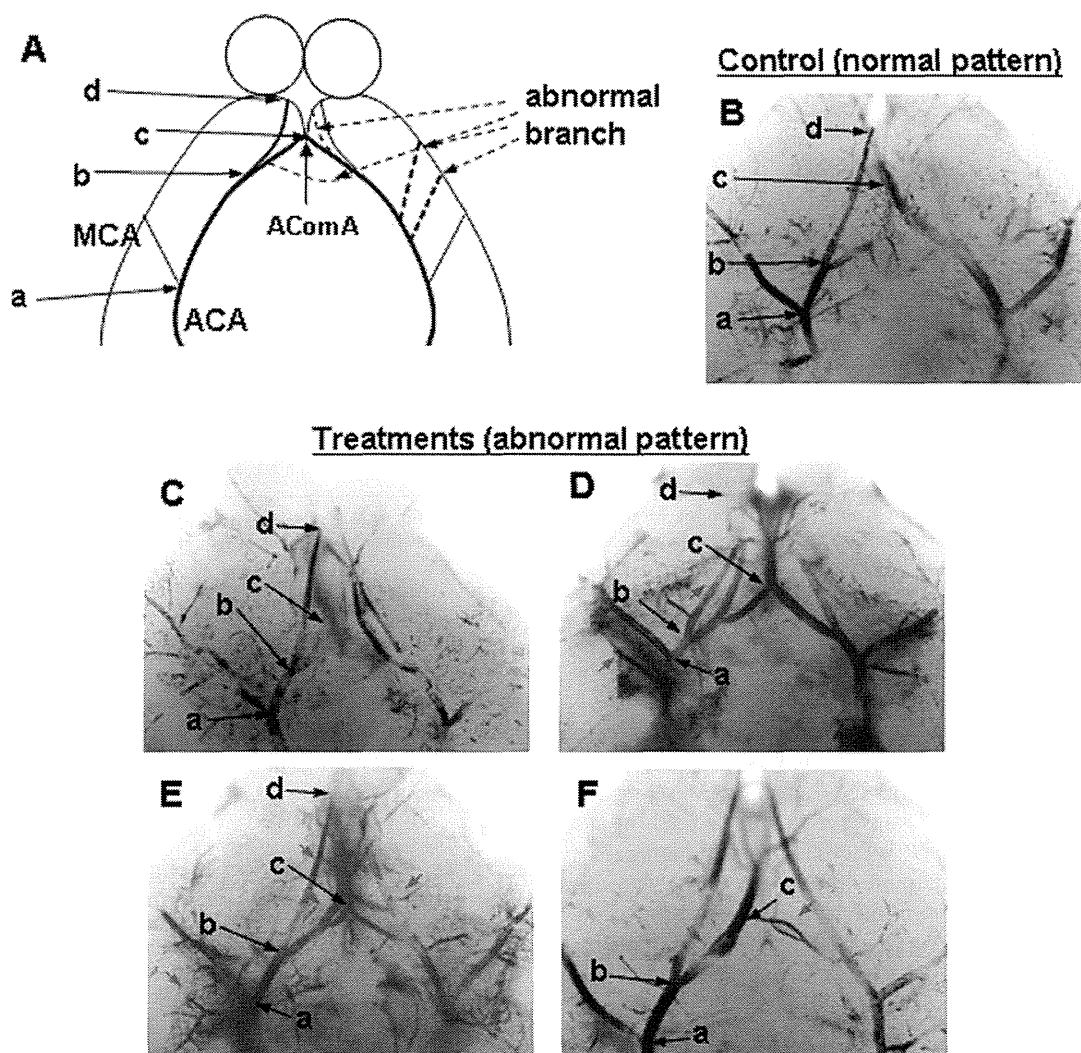 A
d
c
b
MCA
a
ACA
AComA
abnormal
branch
Control (normal pattern)
B
d
c
b
a
Treatments (abnormal pattern)
C
d
c
b
a
D
d
c
b
a
E
d
c
b
a
F
c
b
a